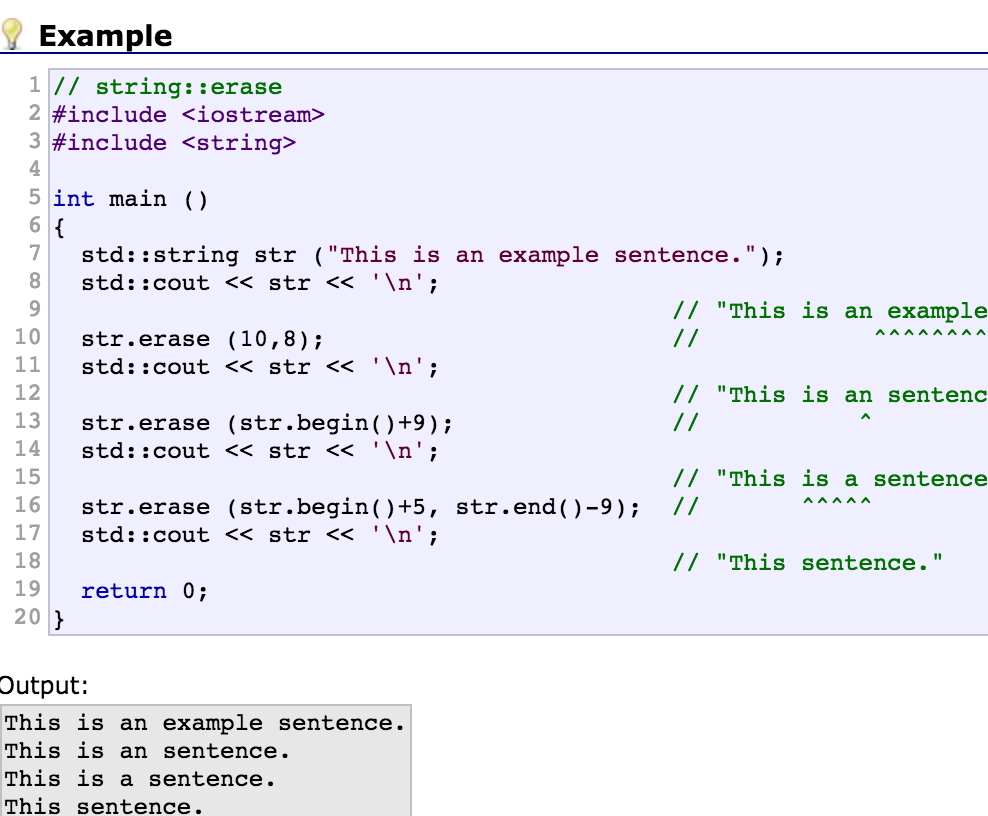 Example
1 // string::erase
2 #include <iostream>
3 #include <string>
4
5 int main ()
6 {
7   std::string str ("This is an example sentence.");
8   std::cout << str << '\n';
9                                            // "This is an example
10   str.erase (10,8);                        //            ^^^^^^^^
11   std::cout << str << '\n';
12                                            // "This is an sentenc
13   str.erase (str.begin()+9);               //           ^
14   std::cout << str << '\n';
15                                            // "This is a sentence
16   str.erase (str.begin()+5, str.end()-9);  //       ^^^^^
17   std::cout << str << '\n';
18                                            // "This sentence."
19   return 0;
20 }
Output:
This is an example sentence.
This is an sentence.
This is a sentence.
This sentence.